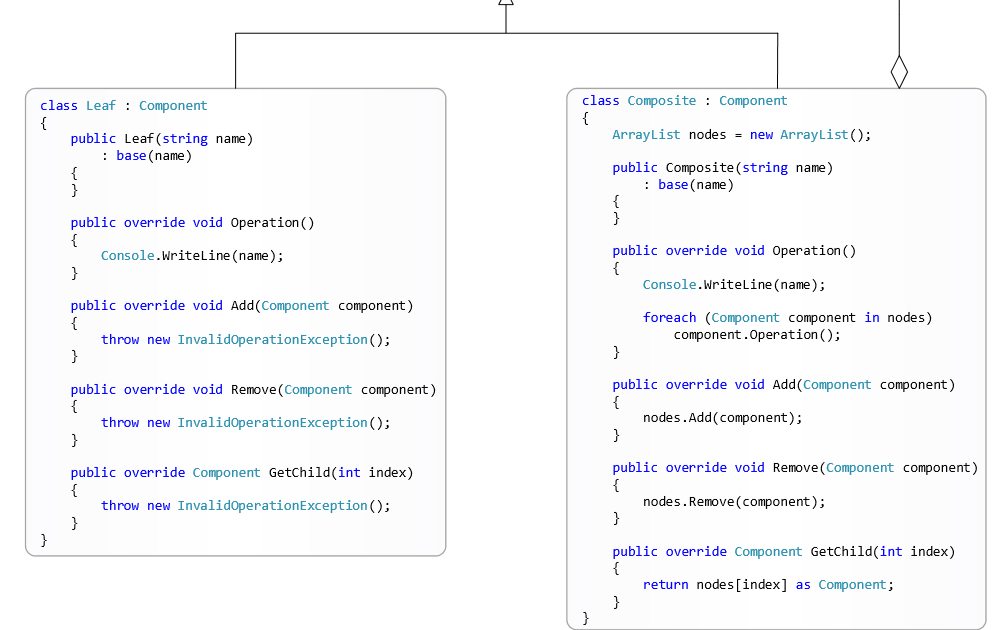 class Leaf : Component
{
    public Leaf(string name)
        : base(name)
    {
    }

    public override void Operation()
    {
        Console.WriteLine(name);
    }

    public override void Add(Component component)
    {
        throw new InvalidOperationException();
    }

    public override void Remove(Component component)
    {
        throw new InvalidOperationException();
    }

    public override Component GetChild(int index)
    {
        throw new InvalidOperationException();
    }
}
class Composite : Component
{
    ArrayList nodes = new ArrayList();

    public Composite(string name)
        : base(name)
    {
    }

    public override void Operation()
    {
        Console.WriteLine(name);

        foreach (Component component in nodes)
            component.Operation();
    }

    public override void Add(Component component)
    {
        nodes.Add(component);
    }

    public override void Remove(Component component)
    {
        nodes.Remove(component);
    }

    public override Component GetChild(int index)
    {
        return nodes[index] as Component;
    }
}